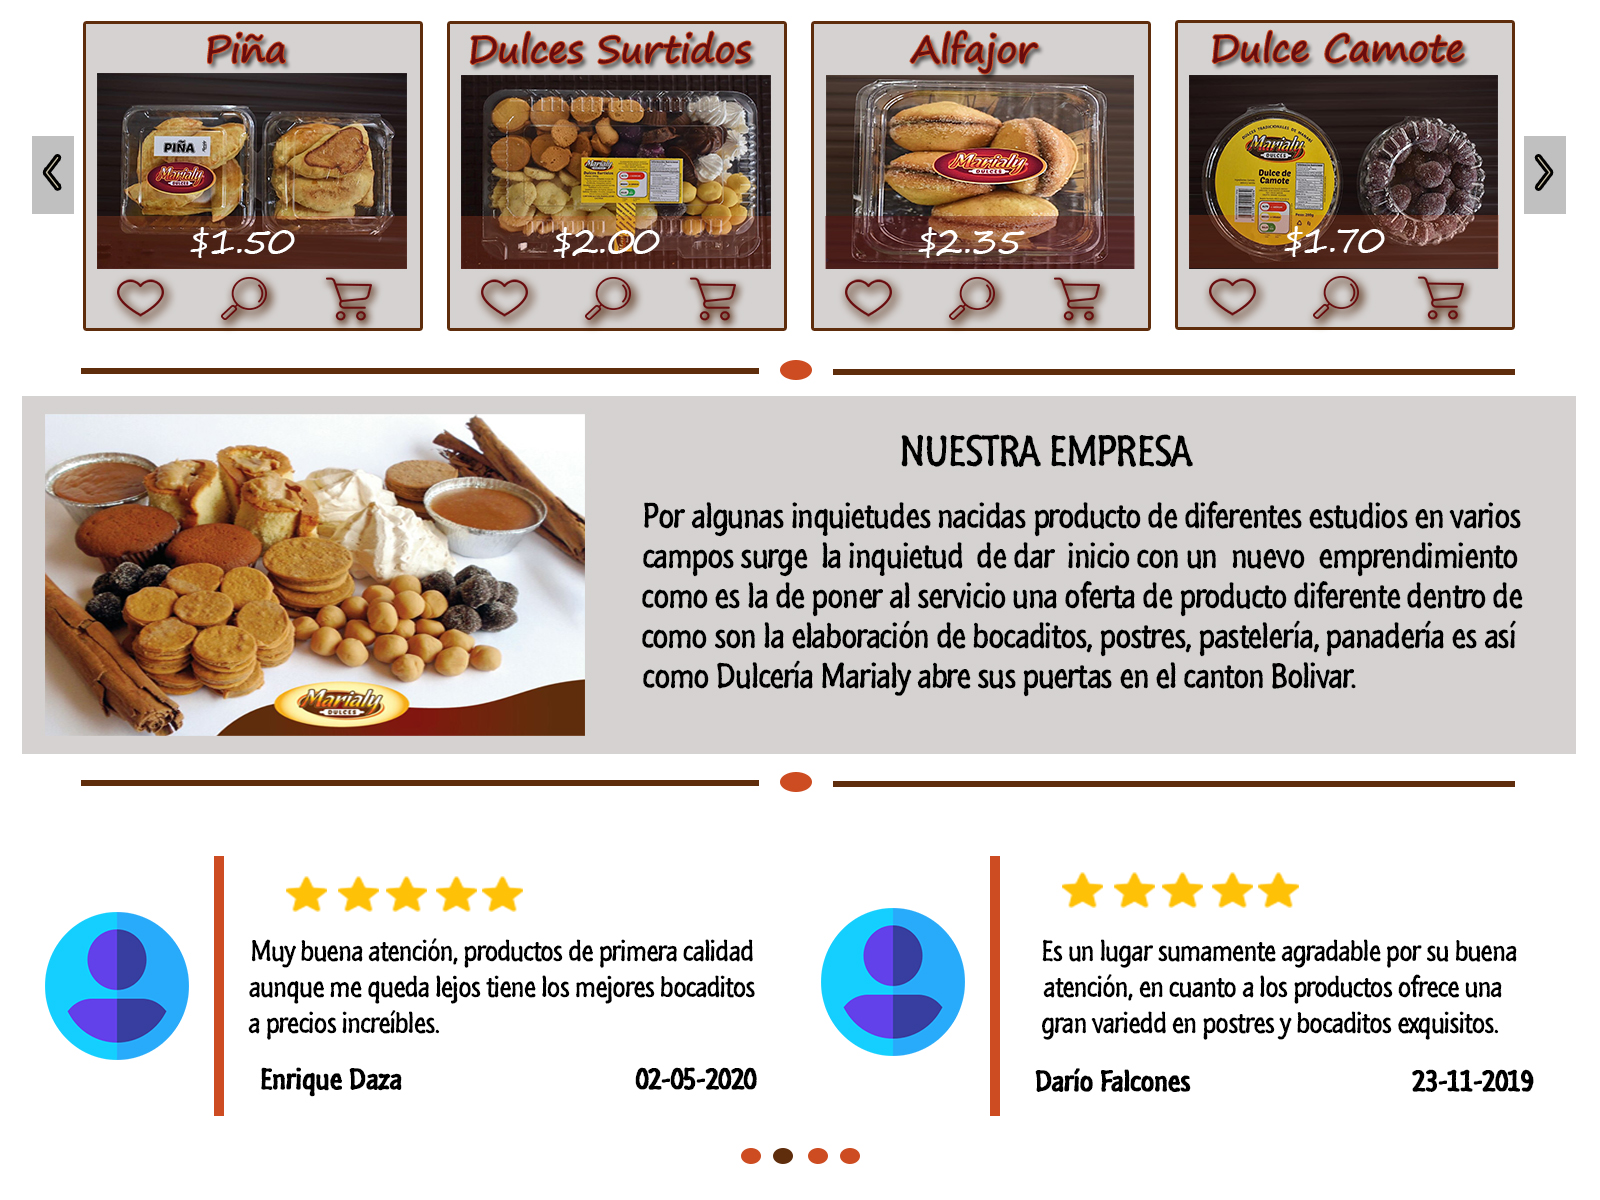 Piña
Dulces Surtidos
Alfajor
Dulce Camote
PIÑA
Marialy
DULCES
Marialy
Dulces Surtidos
Marialy
DULCES
DULCES TRADICIONALES DE MANABÍ
Marialy
DULCES
Dulce de
Camote
$1.50
$2.00
$2.35
$1.70
NUESTRA EMPRESA
Por algunas inquietudes nacidas producto de diferentes estudios en varios
campos surge la inquietud de dar inicio con un nuevo emprendimiento
como es la de poner al servicio una oferta de producto diferente dentro de
como son la elaboración de bocaditos, postres, pastelería, panadería es así
como Dulcería Marialy abre sus puertas en el canton Bolivar.
Marialy
DULCES
Muy buena atención, productos de primera calidad
aunque me queda lejos tiene los mejores bocaditos
a precios increíbles.
Enrique Daza
02-05-2020
Es un lugar sumamente agradable por su buena
atención, en cuanto a los productos ofrece una
gran variedd en postres y bocaditos exquisitos.
Darío Falcones
23-11-2019